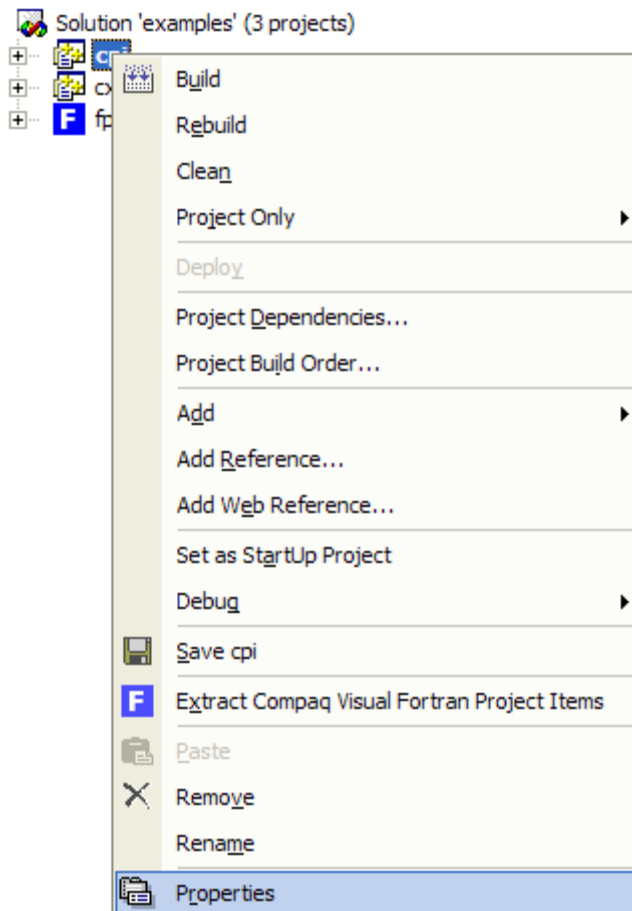 Solution 'examples' (3 projects)
cpi
F
Build
Rebuild
Clean
Project Only
Deploy
Project Dependencies...
Project Build Order...
Add
Add Reference...
Add Web Reference...
Set as StartUp Project
Debug
Save cpi
F Extract Compaq Visual Fortran Project Items
Paste
Remove
Rename
Properties